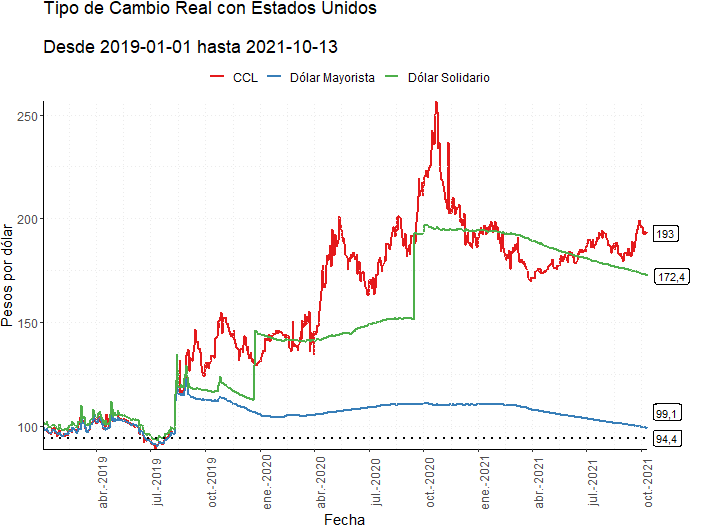 Tipo de Cambio Real con Estados Unidos
Desde 2019-01-01 hasta 2021-10-13
CCL Dólar Mayorista Dólar Solidario
Pesos por dólar
250
200
150
100
193
172,4
99,1
94,4
abr.-2019
jul.-2019
oct.-2019
ene.-2020
abr.-2020
jul.-2020
oct.-2020
ene.-2021
abr.-2021
jul.-2021
oct.-2021
Fecha